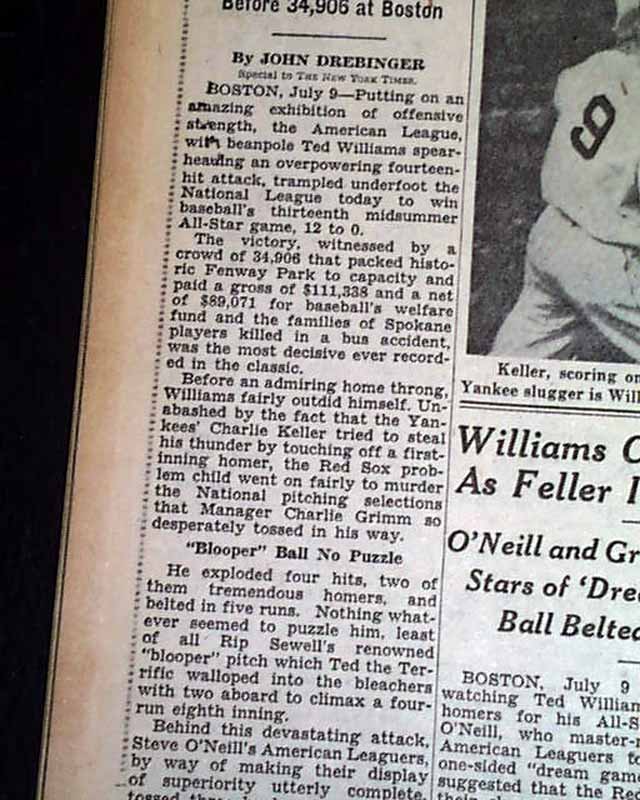 Before 34,906 at Boston
By JOHN DREBINGER
Special to THE NEW YORK TIMES.
BOSTON, July 9—Putting on an
amazing exhibition of offensive
strength, the American League,
with beanpole Ted Williams spear-
heading an overpowering fourteen-
hit attack, trampled underfoot the
National League today to win
baseball's thirteenth midsummer
All-Star game, 12 to 0.
The victory, witnessed by a
crowd of 34,906 that packed histo-
ric Fenway Park to capacity and
paid a gross of $111,338 and a net
of $89,071 for baseball's welfare
fund and the families of Spokane
players killed in a bus accident,
was the most decisive ever record-
ed in the classic.
Before an admiring home throng,
Williams fairly outdid himself. Un-
abashed by the fact that the Yan-
kees' Charlie Keller tried to steal
his thunder by touching off a first-
inning homer, the Red Sox prob-
lem child went on fairly to murder
the National pitching selections
that Manager Charlie Grimm so
desperately tossed in his way.
"Blooper" Ball No Puzzle
He exploded four hits, two of
them tremendous homers, and
belted in five runs. Nothing what-
ever seemed to puzzle him, least
of all Rip Sewell's renowned
"blooper" pitch which Ted the Ter-
rific walloped into the bleachers
with two aboard to climax a four-
run eighth inning.
Behind this devastating attack,
Steve O'Neill's American Leaguers,
by way of making their display
of superiority utterly complete,
tossed
9
Keller, scoring on
Yankee slugger is Will
Williams C
As Feller I
O'Neill and Gr
Stars of 'Drea
Ball Belted
BOSTON, July 9
watching Ted William
homers for his All-S
O'Neill, who master-m
American Leaguers to
one-sided "dream gam
suggested that the Red